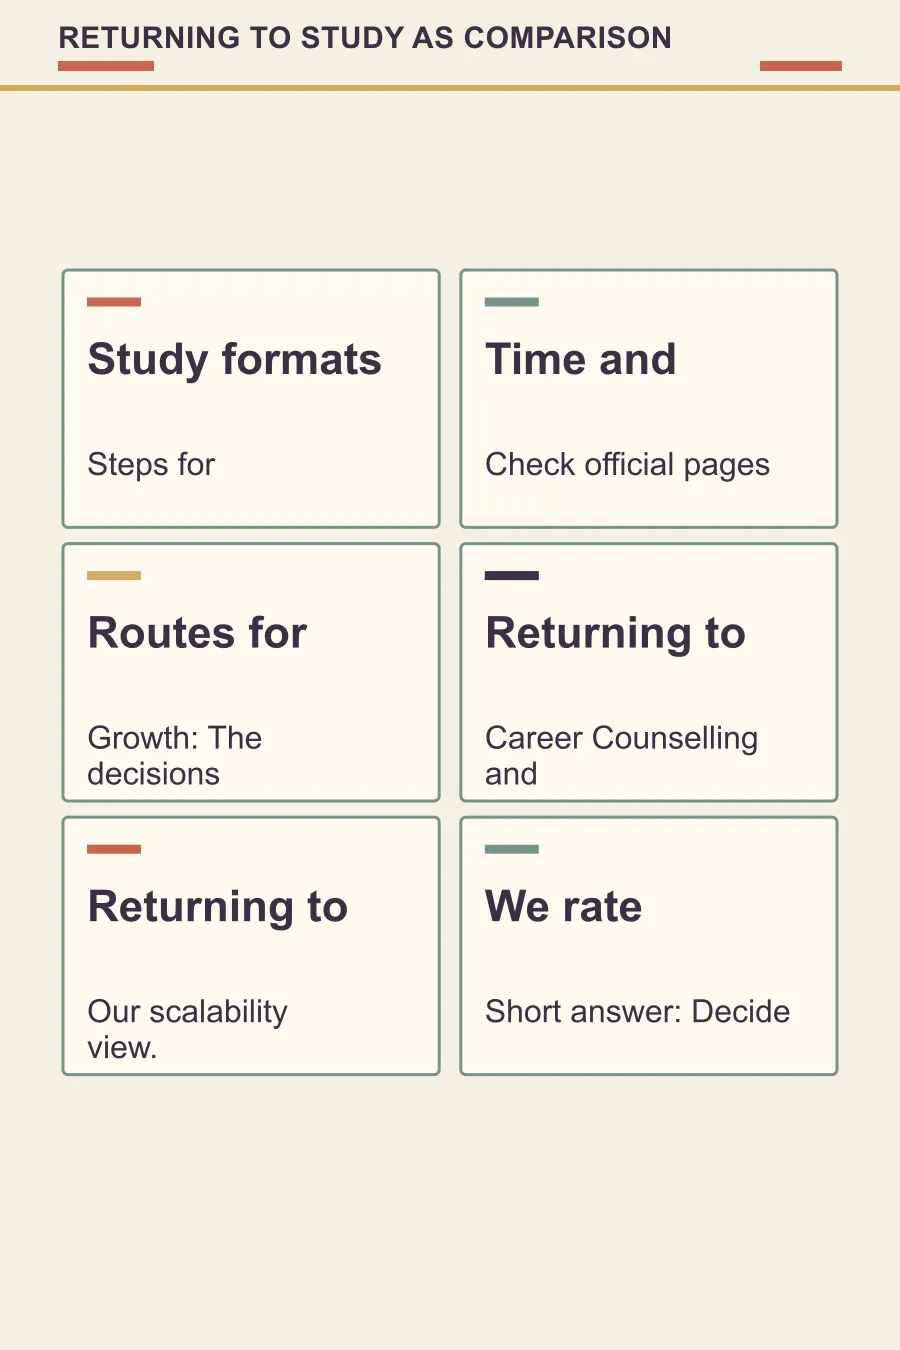 RETURNING TO STUDY AS COMPARISON
Study formats
Steps for
Time and
Check official pages
Routes for
Growth: The
decisions
Returning to
Career Counselling
and
Returning to
Our scalability
view.
We rate
Short answer: Decide